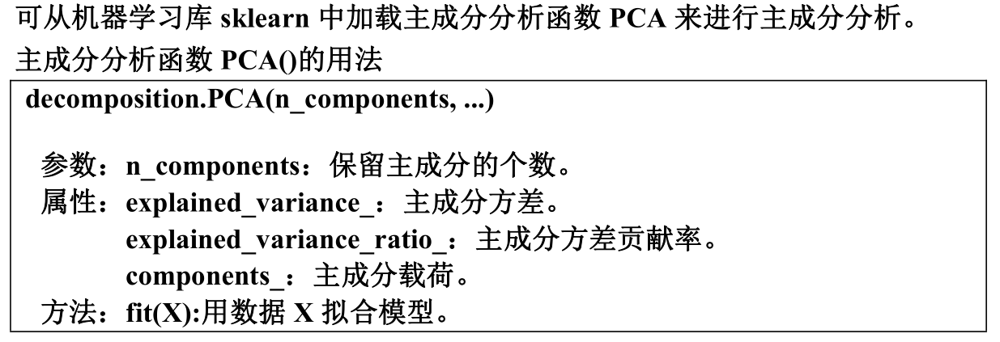 可从机器学习库 sklearn 中加载主成分分析函数 PCA 来进行主成分分析。
主成分分析函数 PCA()的用法
decomposition.PCA(n_components, ...)
参数：n_components：保留主成分的个数。
属性：explained_variance_：主成分方差。
explained_variance_ratio_：主成分方差贡献率。
components_：主成分载荷。
方法：fit(X):用数据 X 拟合模型。